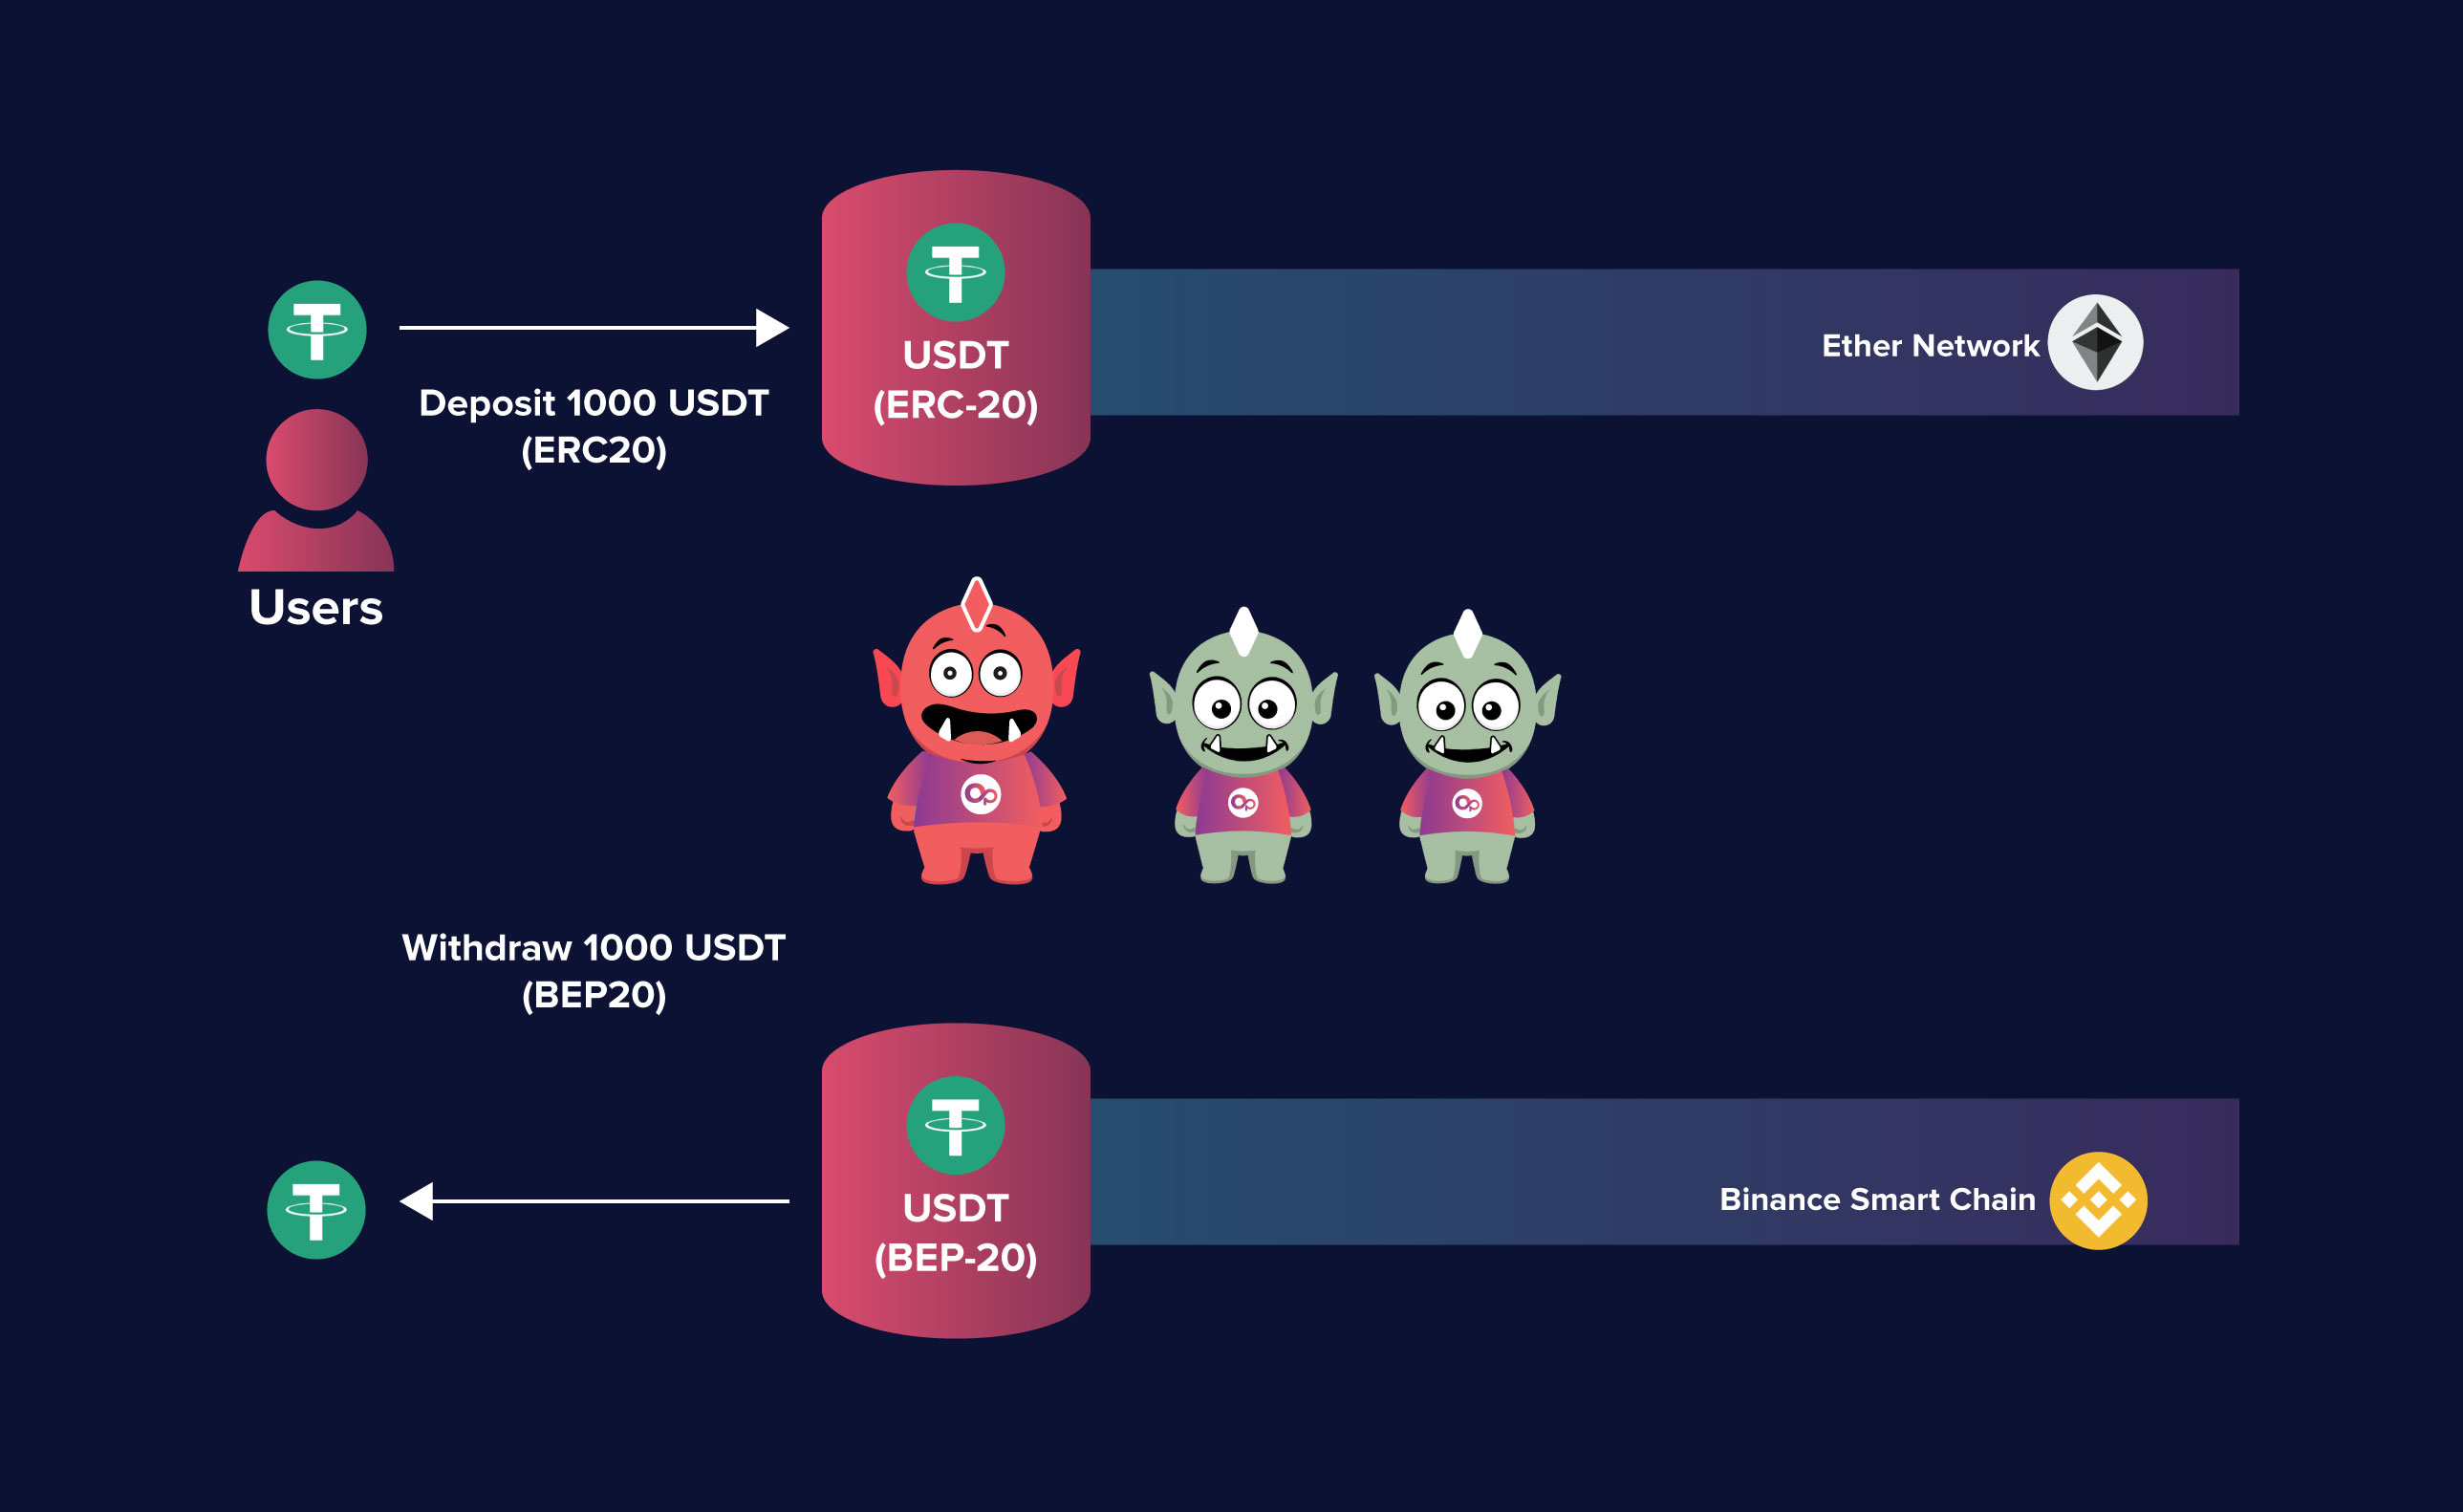 Deposit 1000 USDT
(ERC20)
USDT
(ERC-20)
Ether Network
Users
Withdraw 1000 USDT
(BEP20)
USDT
(BEP-20)
Binance Smart Chain